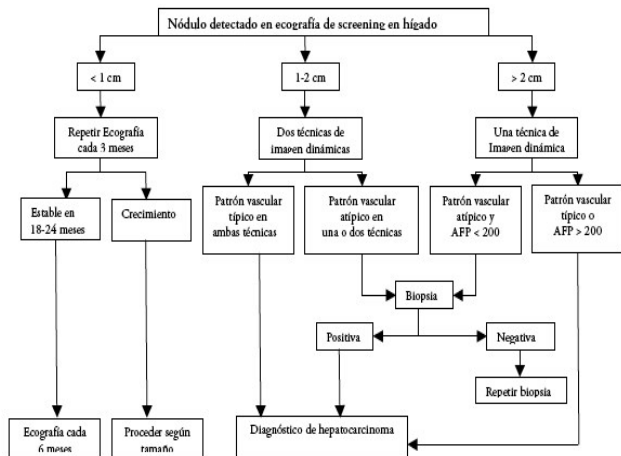 Nódulo detectado en ecografía de screening en hígado
< 1 cm
1-2 cm
> 2 cm
Repetir Ecografía
cada 3 meses
Dos técnicas de
imagen dinámicas
Una técnica de
Imagen dinámica
Estable en
18-24 meses
Crecimiento
Patrón vascular
típico en
ambas técnicas
Patrón vascular
atípico en
una o dos técnicas
Patrón vascular
atípico y
AFP < 200
Patrón vascular
típico o
AFP > 200
Biopsia
Positiva
Negativa
Repetir biopsia
Ecografía cada
6 meses
Proceder según
tamaño
Diagnóstico de hepatocarcinoma